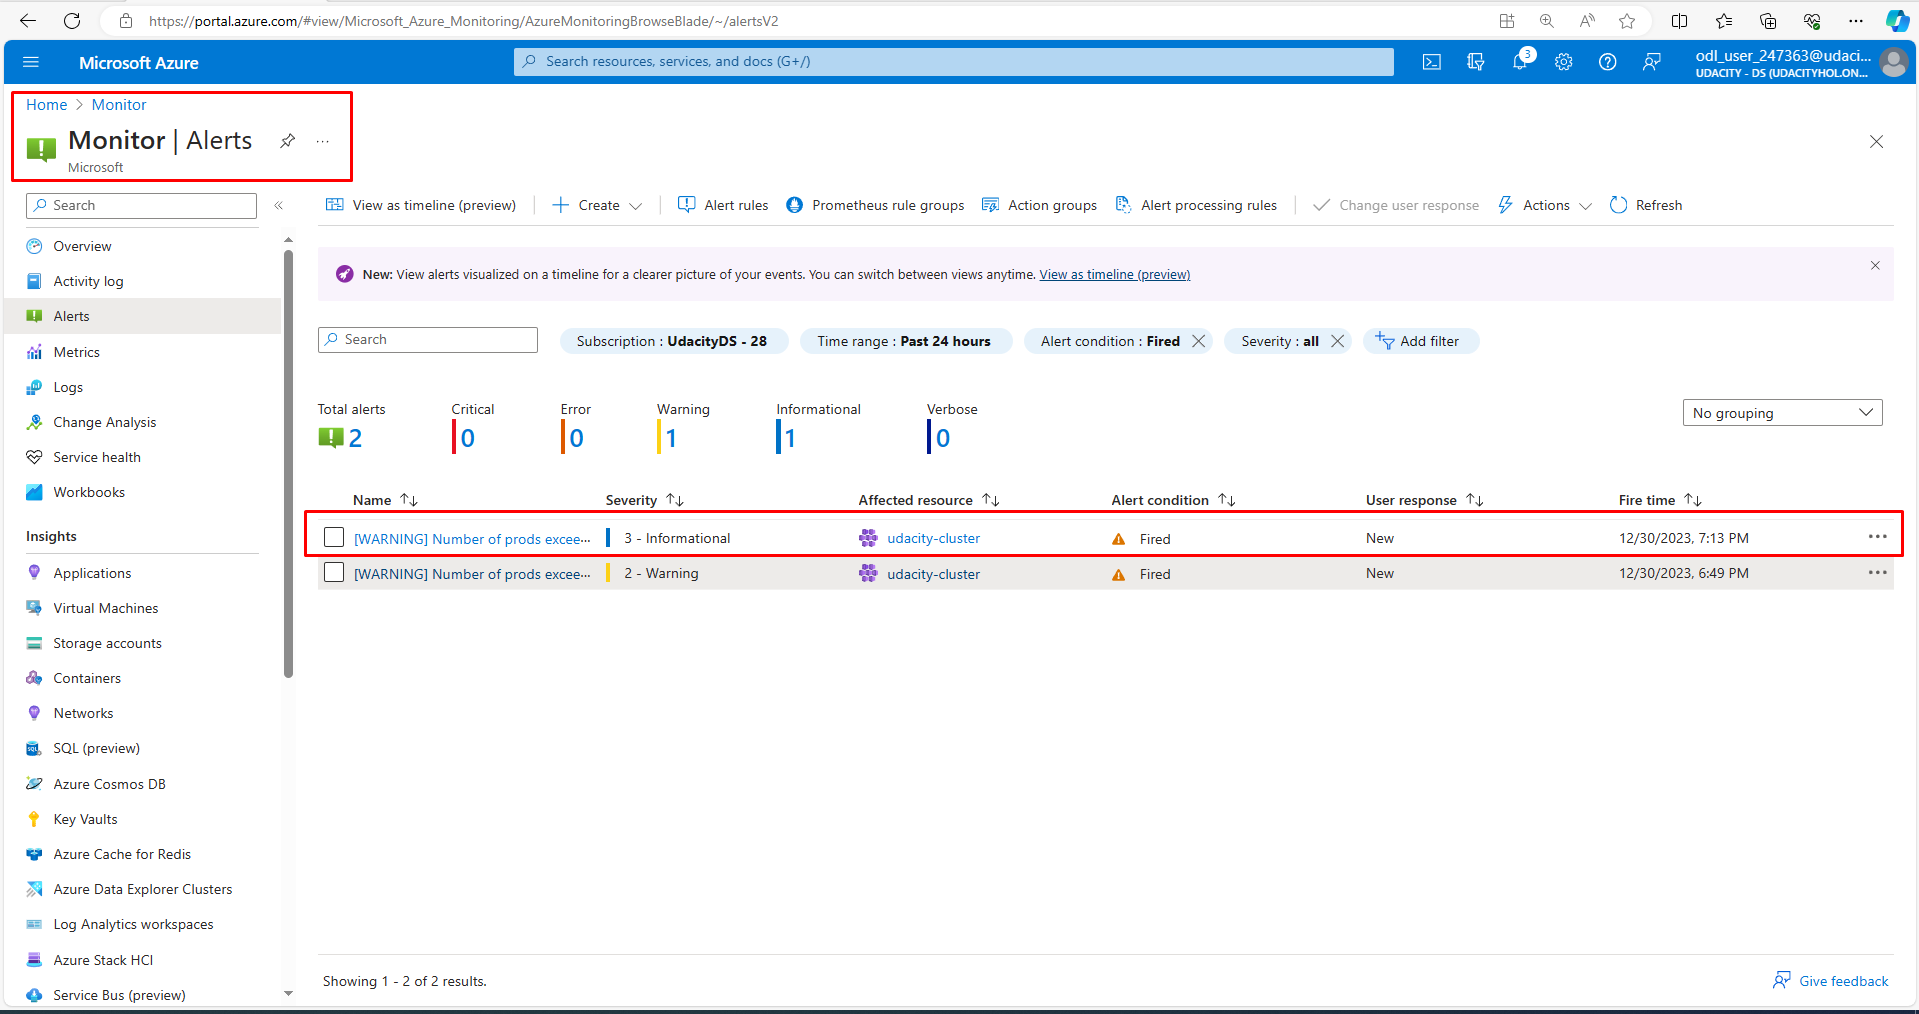 https://portal.azure.com/#view/Microsoft_Azure_Monitoring/AzureMonitoringBrowseBlade/~/alertsV2
Microsoft Azure
Search resources, services, and docs (G+/)
3
odl_user_247363@udaci...
UDACITY - DS (UDACITYHOL.ON...
Home > Monitor
Monitor | Alerts
Microsoft
Search
View as timeline (preview)
Create
Alert rules
Prometheus rule groups
Action groups
Alert processing rules
Change user response
Actions
Refresh
Overview
Activity log
Alerts
Metrics
Logs
Change Analysis
Service health
Workbooks
Insights
Applications
Virtual Machines
Storage accounts
Containers
Networks
SQL (preview)
Azure Cosmos DB
Key Vaults
Azure Cache for Redis
Azure Data Explorer Clusters
Log Analytics workspaces
Azure Stack HCI
Service Bus (preview)
New: View alerts visualized on a timeline for a clearer picture of your events. You can switch between views anytime. View as timeline (preview)
Search
Subscription : UdacityDS - 28
Time range : Past 24 hours
Alert condition : Fired
Severity : all
Add filter
Total alerts
2
Critical
0
Error
0
Warning
1
Informational
1
Verbose
0
No grouping
Name Severity Affected resource Alert condition User response Fire time
[WARNING] Number of prods excee... 3 - Informational udacity-cluster Fired New 12/30/2023, 7:13 PM
[WARNING] Number of prods excee... 2 - Warning udacity-cluster Fired New 12/30/2023, 6:49 PM
Showing 1 - 2 of 2 results.
Give feedback